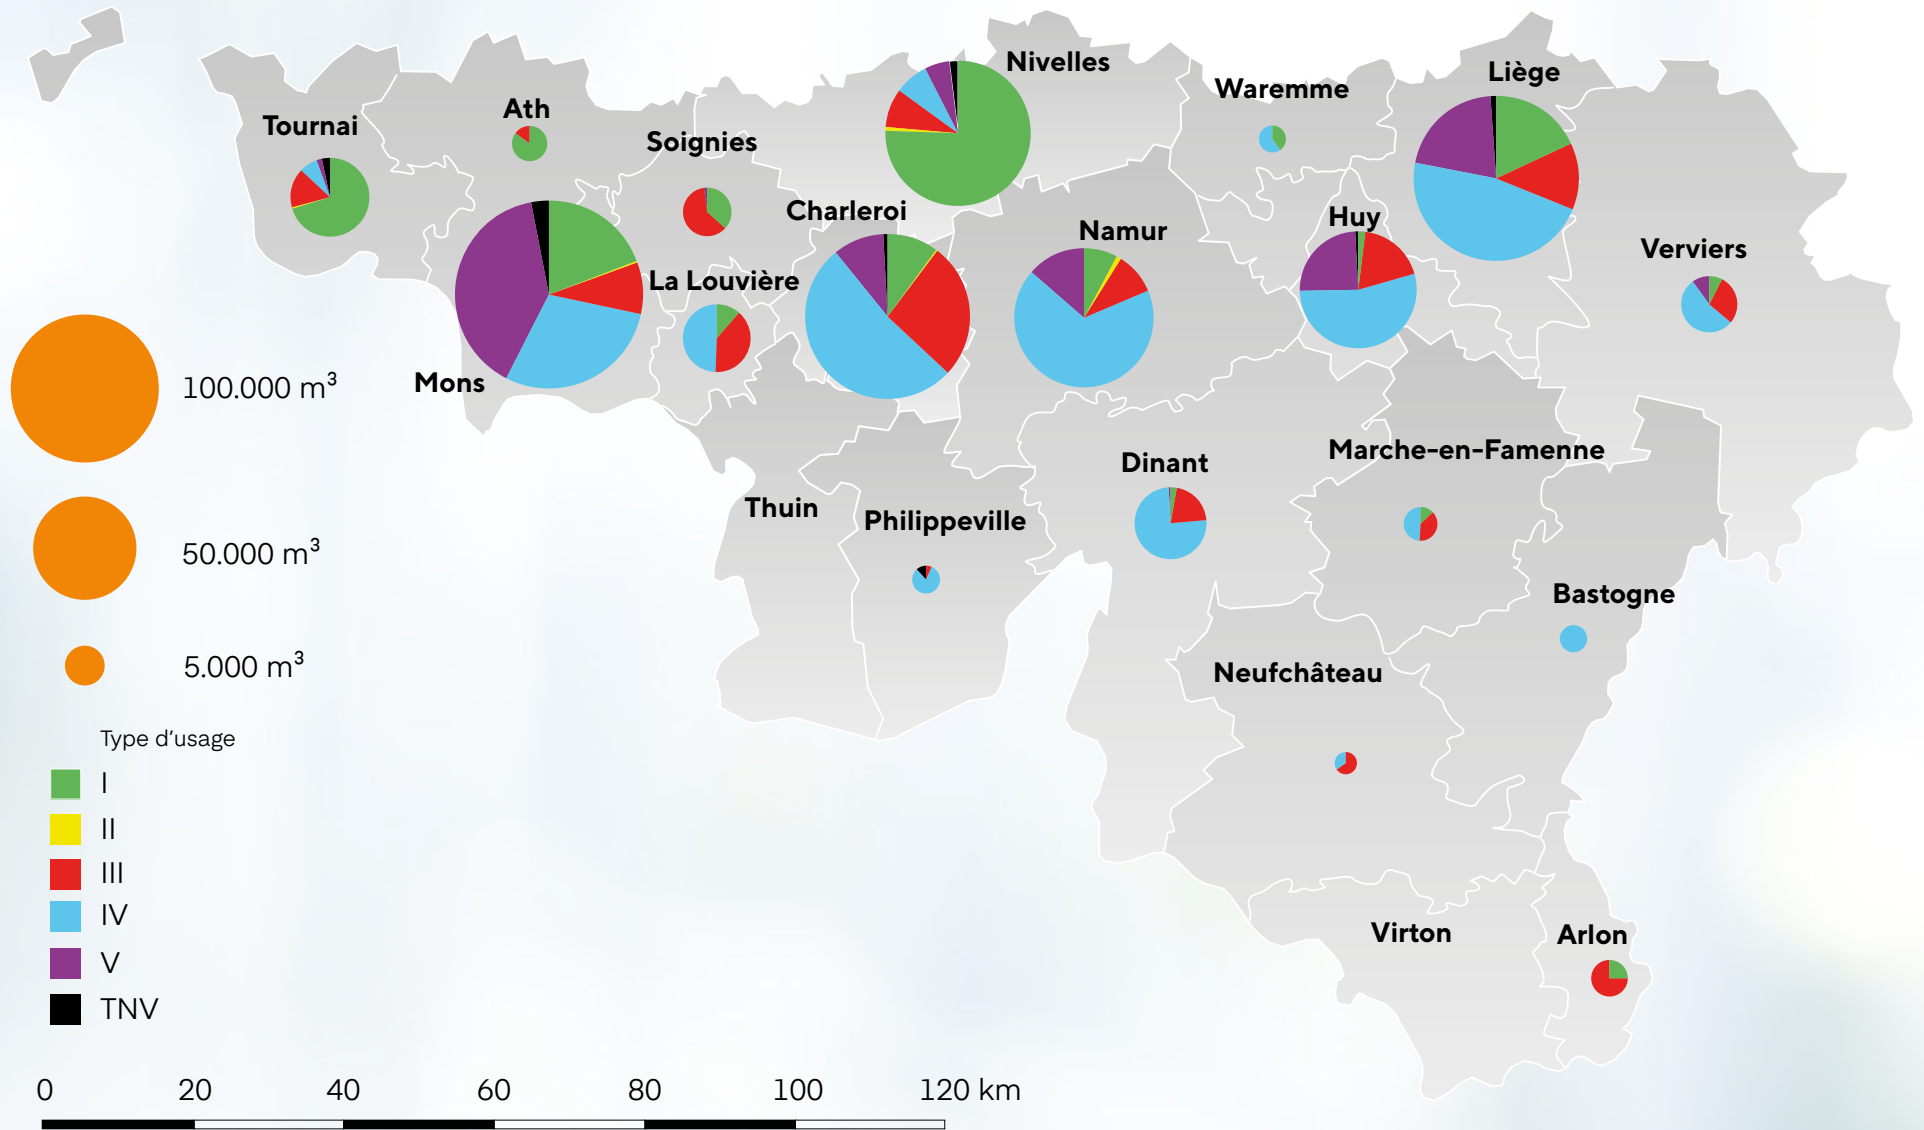 Nivelles
Liège
Waremme
Ath
Tournai
Soignies
Charleroi
Huy
Namur
Verviers
La Louvière
Mons
100.000 m³
50.000 m³
5.000 m³
Marche-en-Famenne
Dinant
Thuin
Philippeville
Bastogne
Neufchâteau
Virton
Arlon
Type d'usage
I
II
III
IV
V
TNV
0 20 40 60 80 100 120 km